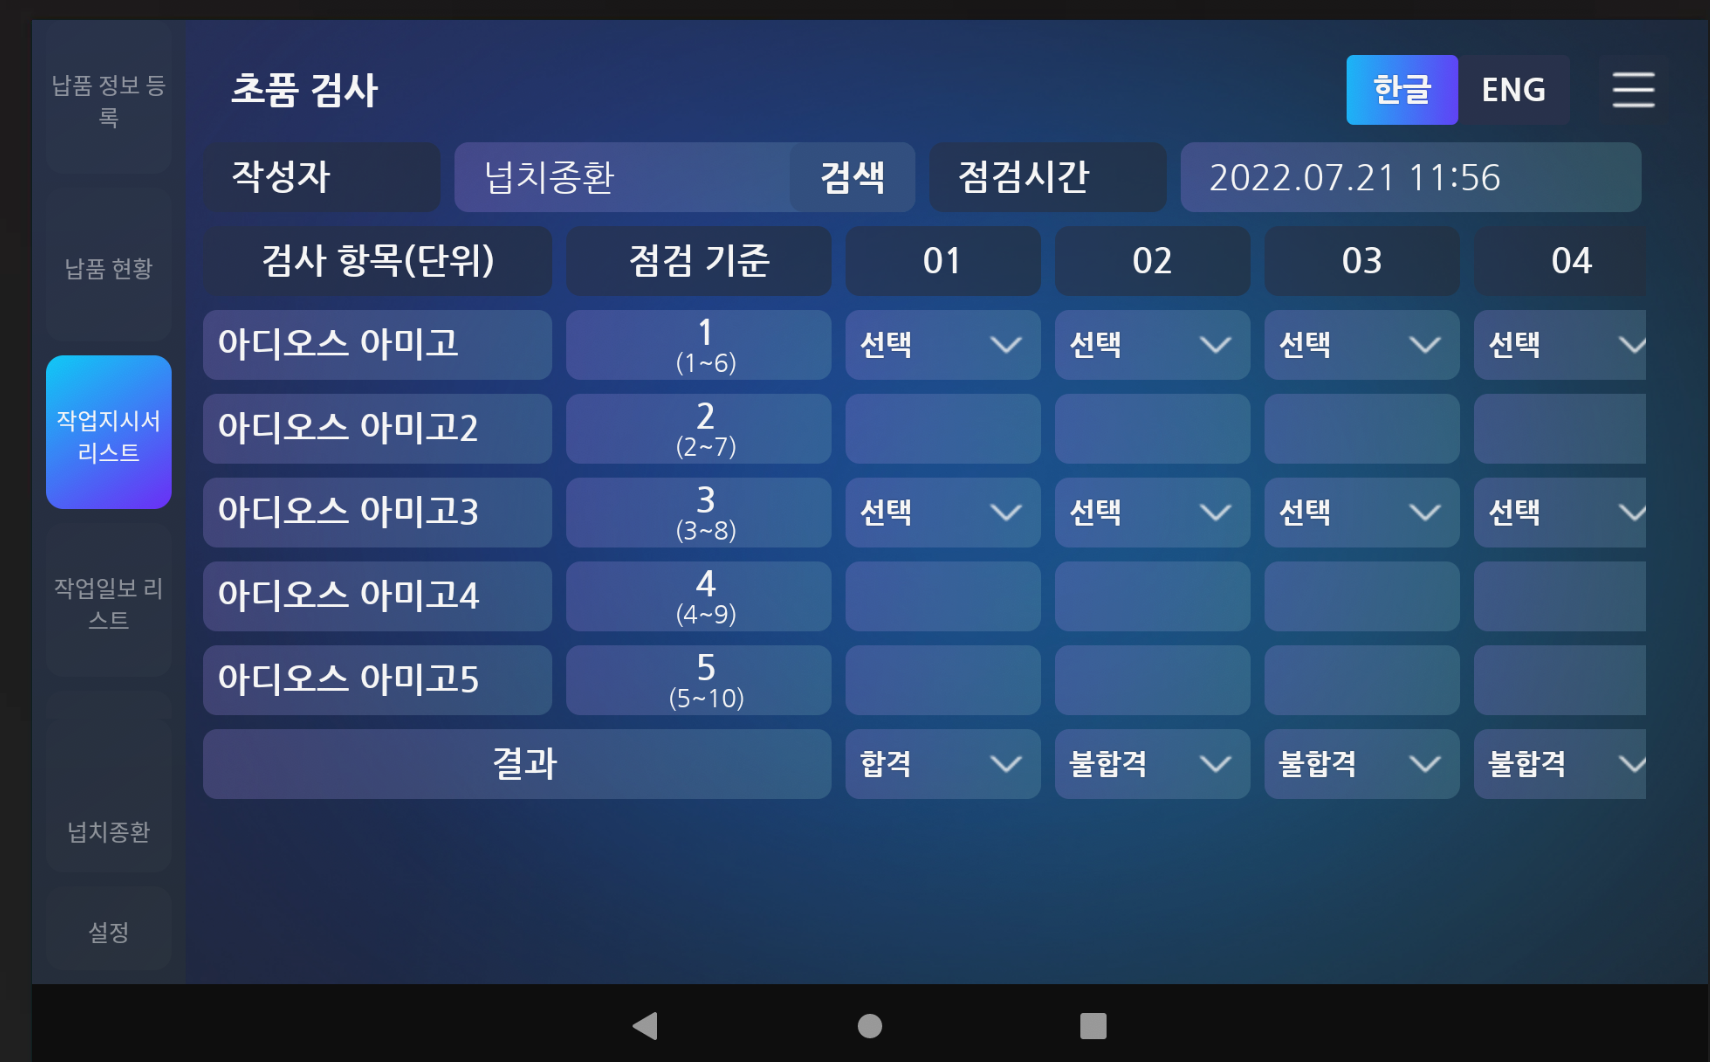 납품 정보 등
록
납품 현황
작업지시서
리스트
작업일보 리
스트
넙치종환
설정
초품 검사
한글 ENG
작성자 넙치종환 검색 점검시간 2022.07.21 11:56
검사 항목(단위) 점검 기준 01 02 03 04
아디오스 아미고 1 선택 선택 선택 선택
(1~6)
아디오스 아미고2 2
(2~7)
아디오스 아미고3 3 선택 선택 선택 선택
(3~8)
아디오스 아미고4 4
(4~9)
아디오스 아미고5 5
(5~10)
결과 합격 불합격 불합격 불합격